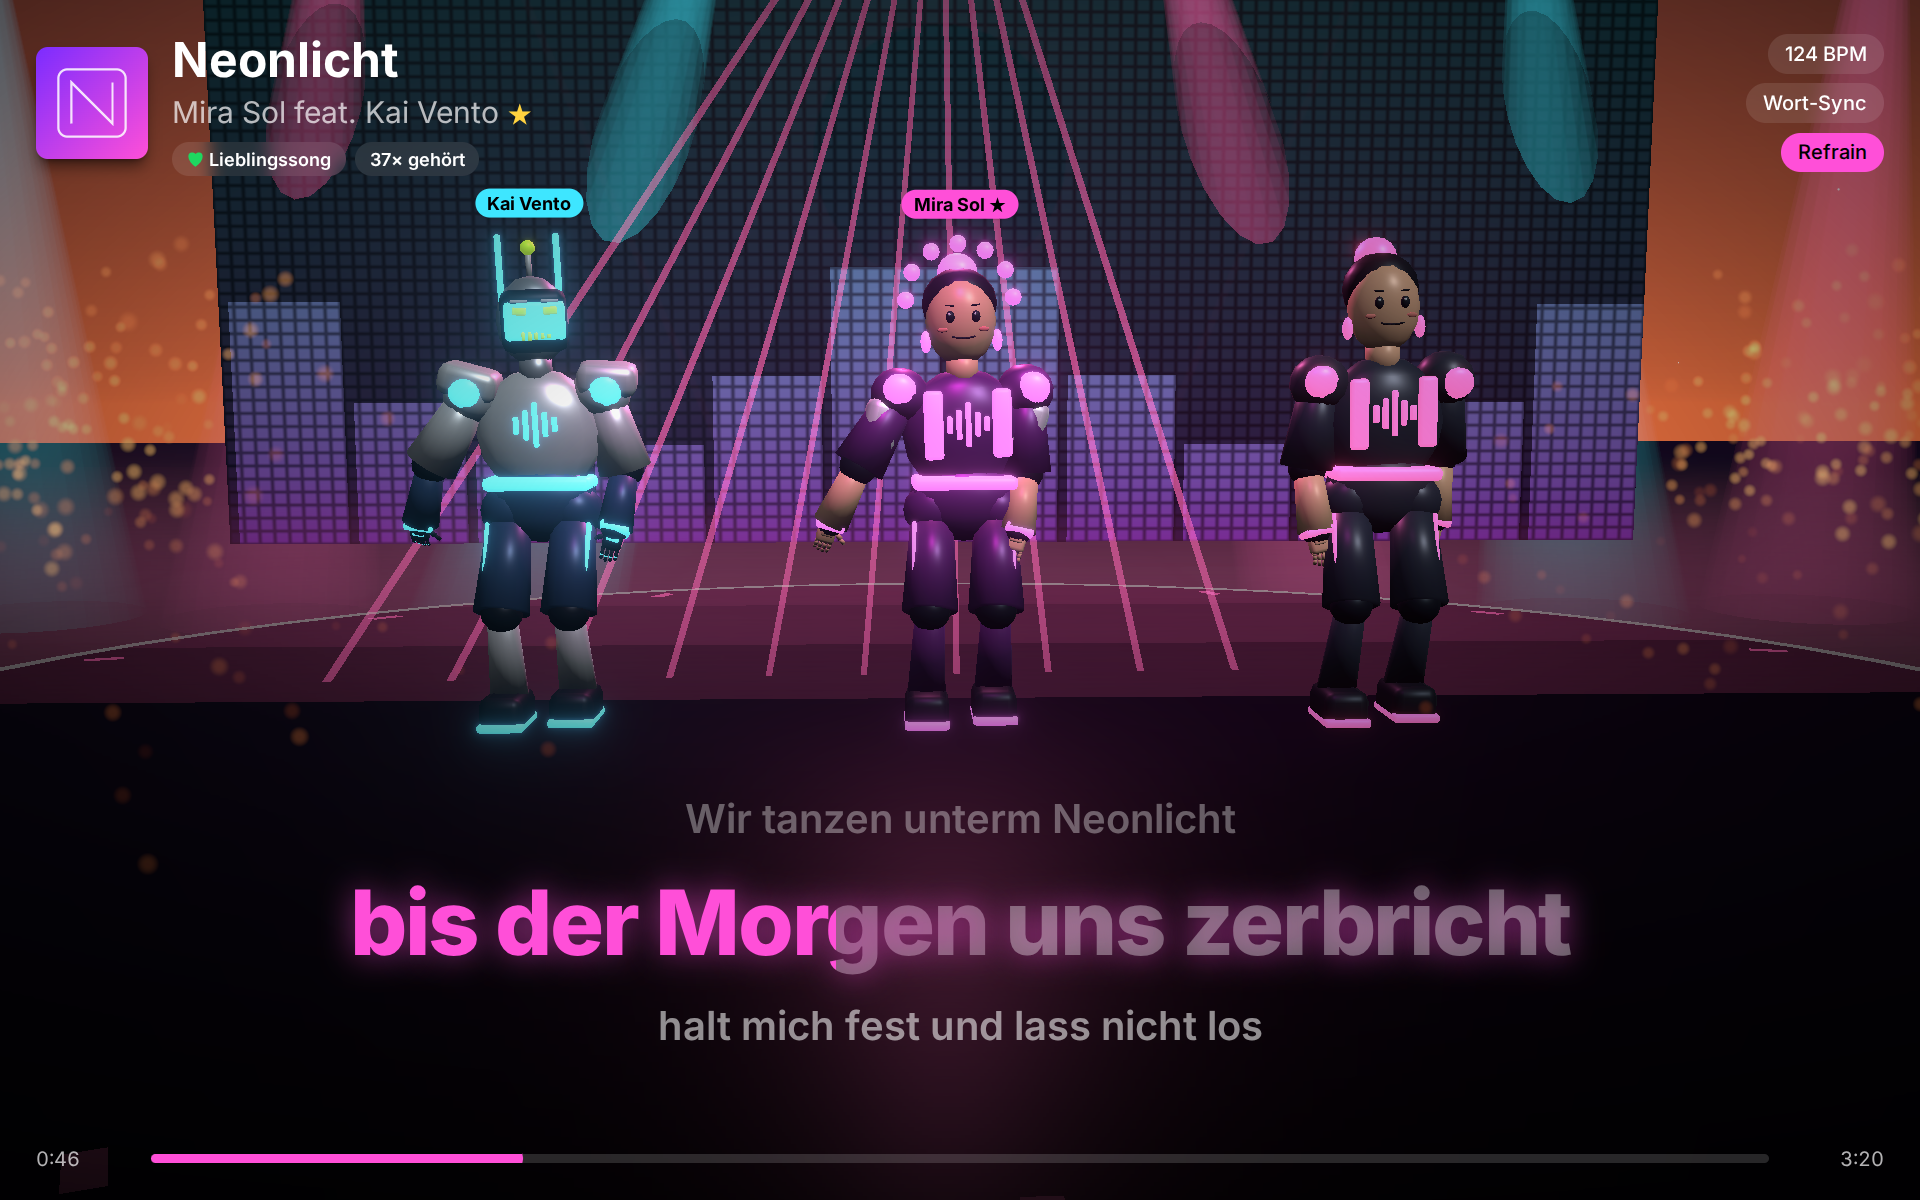 N
Neonlicht
Mira Sol feat. Kai Vento ★
Lieblingssong
37× gehört
124 BPM
Wort-Sync
Refrain
Kai Vento
Mira Sol ★
Wir tanzen unterm Neonlicht
bis der Morgen uns zerbricht
halt mich fest und lass nicht los
0:46
3:20